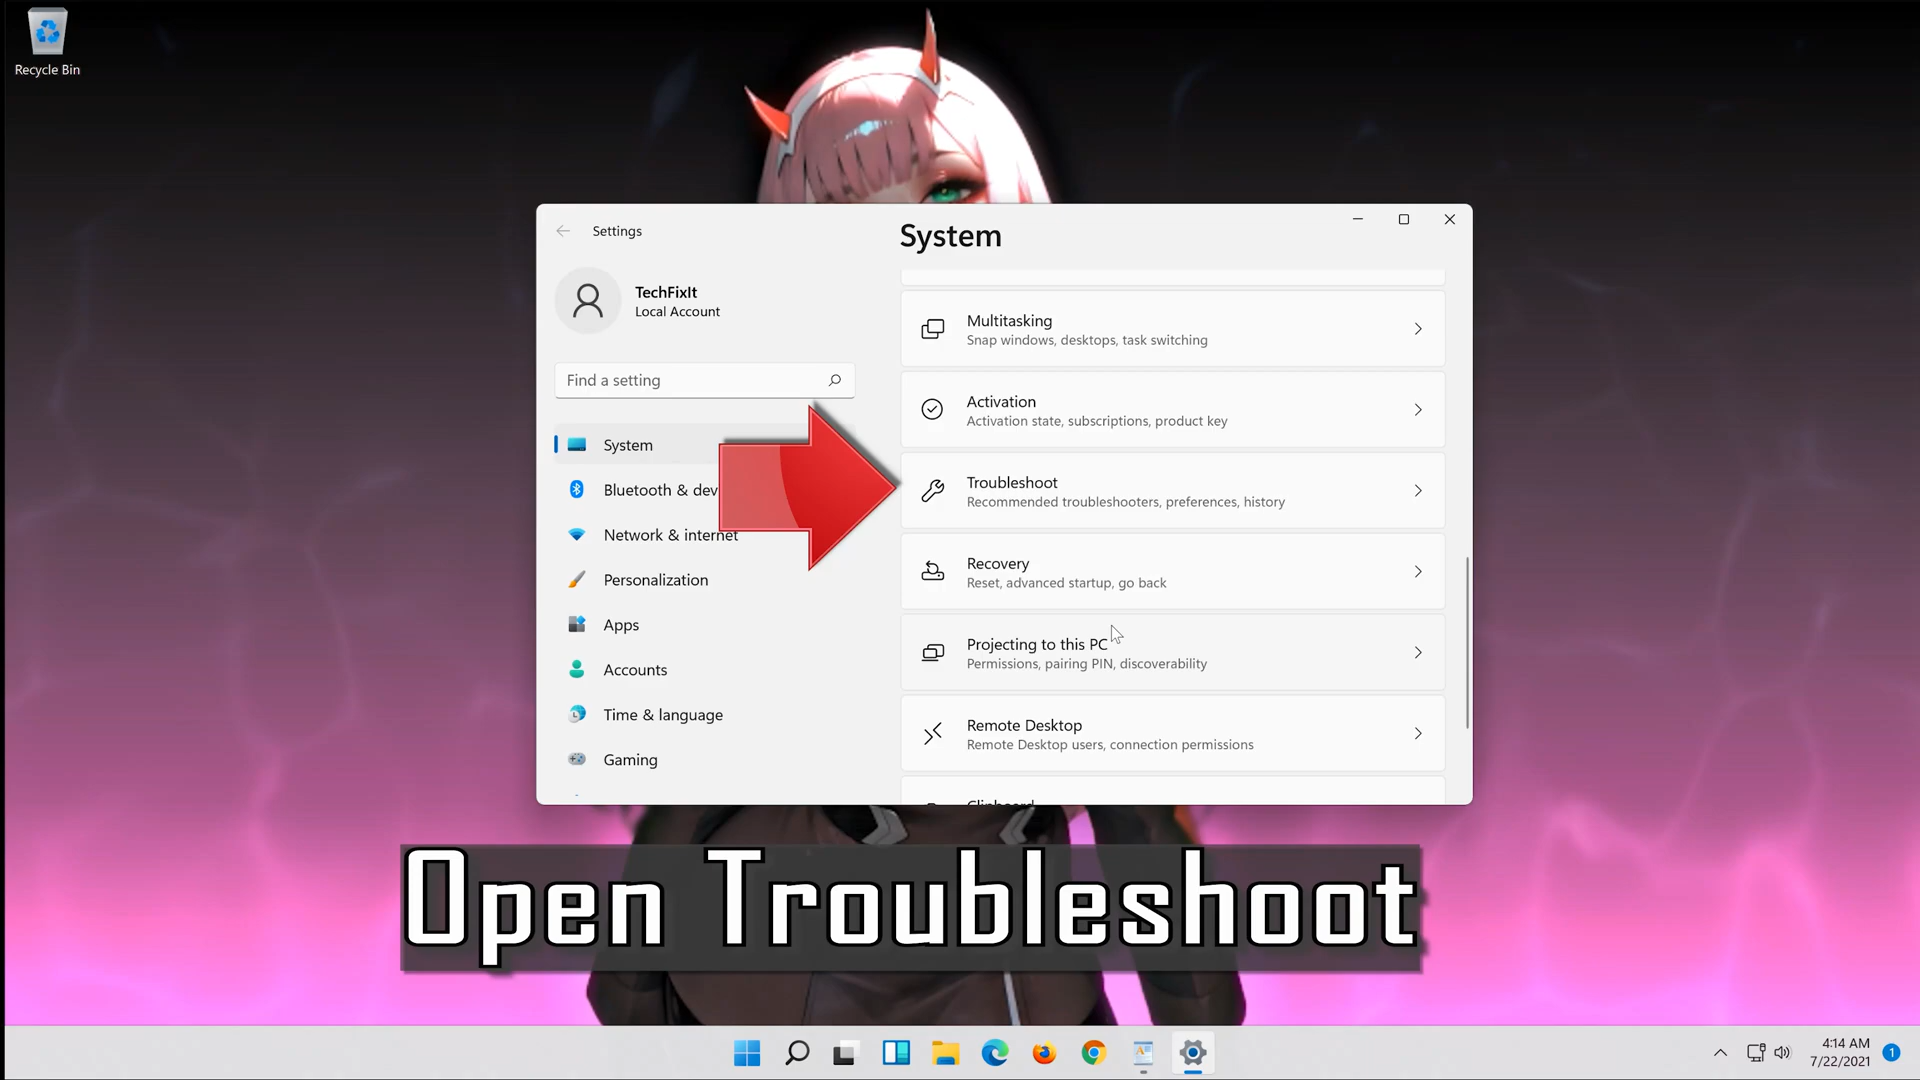 Recycle Bin
Settings
System
TechFixIt
Local Account
Find a setting
System
Bluetooth & dev
Network & internet
Personalization
Apps
Accounts
Time & language
Gaming
Multitasking
Snap windows, desktops, task switching
Activation
Activation state, subscriptions, product key
Troubleshoot
Recommended troubleshooters, preferences, history
Recovery
Reset, advanced startup, go back
Projecting to this PC
Permissions, pairing PIN, discoverability
Remote Desktop
Remote Desktop users, connection permissions
Clipboard
Open Troubleshoot
4:14 AM
7/22/2021
1